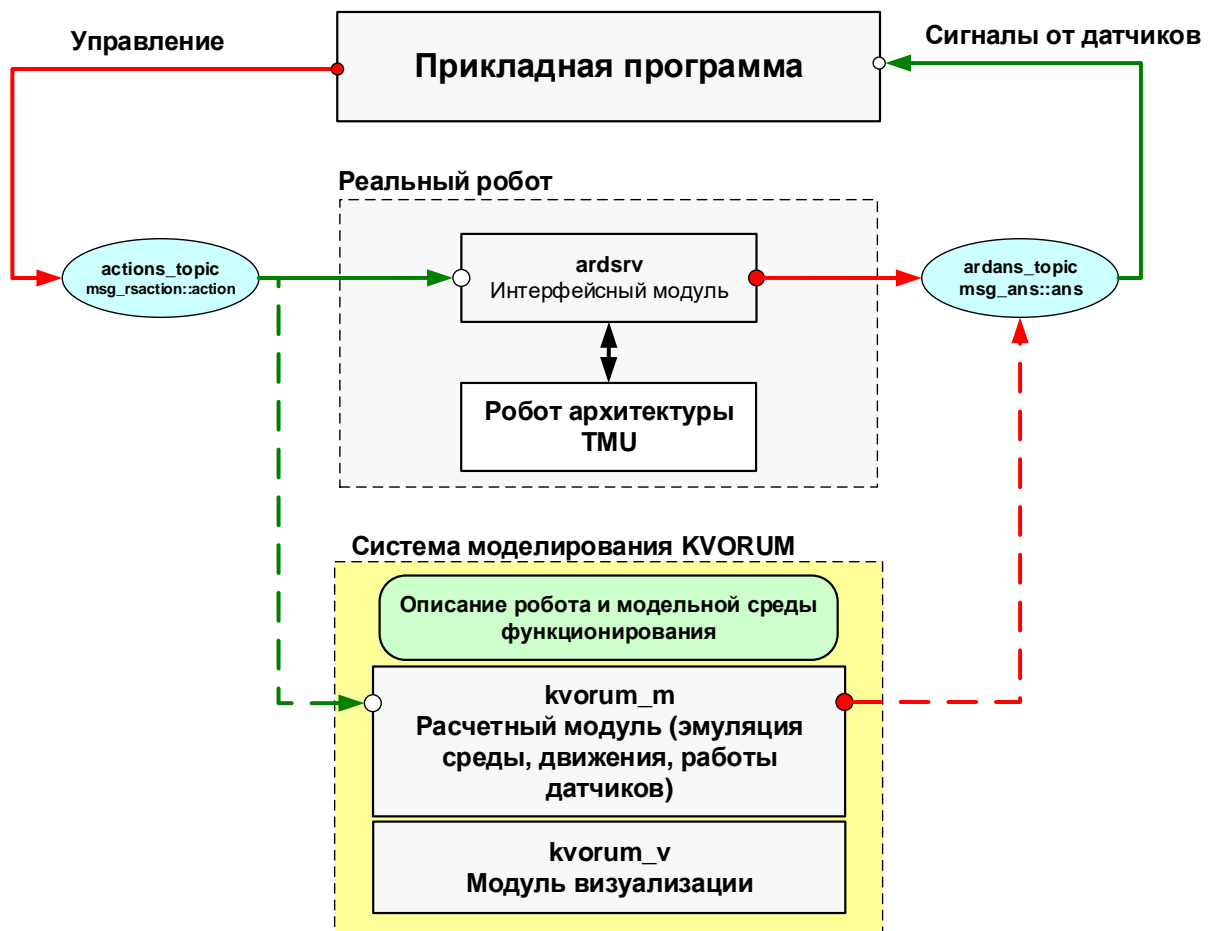 Управление
Прикладная программа
Сигналы от датчиков
Реальный робот
actions_topic
msg_rsaction::action
ardsrv
Интерфейсный модуль
ardans_topic
msg_ans::ans
Робот архитектуры
TMU
Система моделирования KVORUM
Описание робота и модельной среды
функционирования
kvorum_m
Расчетный модуль (эмуляция
среды, движения, работы
датчиков)
kvorum_v
Модуль визуализации